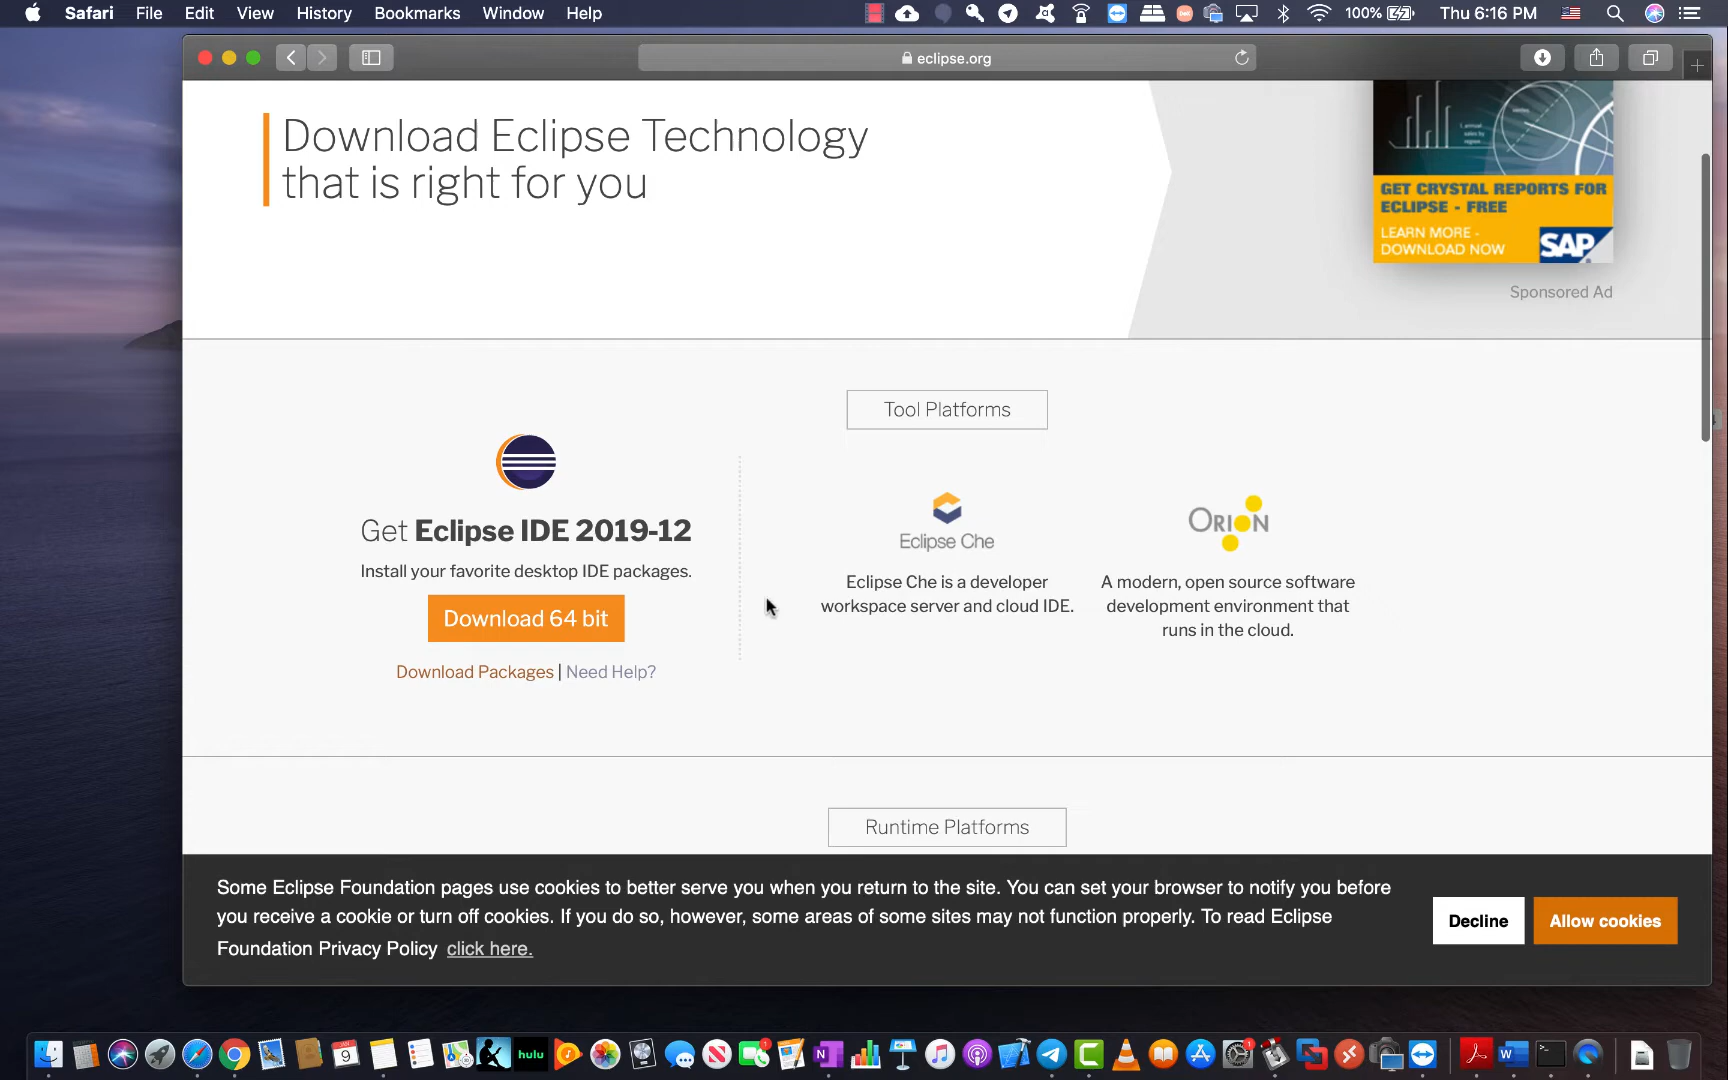 Safari File Edit View History Bookmarks Window Help 100% Thu 6:16 PM
eclipse.org
Download Eclipse Technology
that is right for you
GET CRYSTAL REPORTS FOR
ECLIPSE - FREE
LEARN MORE -
DOWNLOAD NOW
SAP
Sponsored Ad
Tool Platforms
Get Eclipse IDE 2019-12
Install your favorite desktop IDE packages.
Download 64 bit
Download Packages | Need Help?
Eclipse Che
Eclipse Che is a developer
workspace server and cloud IDE.
ORION
A modern, open source software
development environment that
runs in the cloud.
Runtime Platforms
Some Eclipse Foundation pages use cookies to better serve you when you return to the site. You can set your browser to notify you before
you receive a cookie or turn off cookies. If you do so, however, some areas of some sites may not function properly. To read Eclipse
Foundation Privacy Policy click here.
Decline
Allow cookies
9
hulu